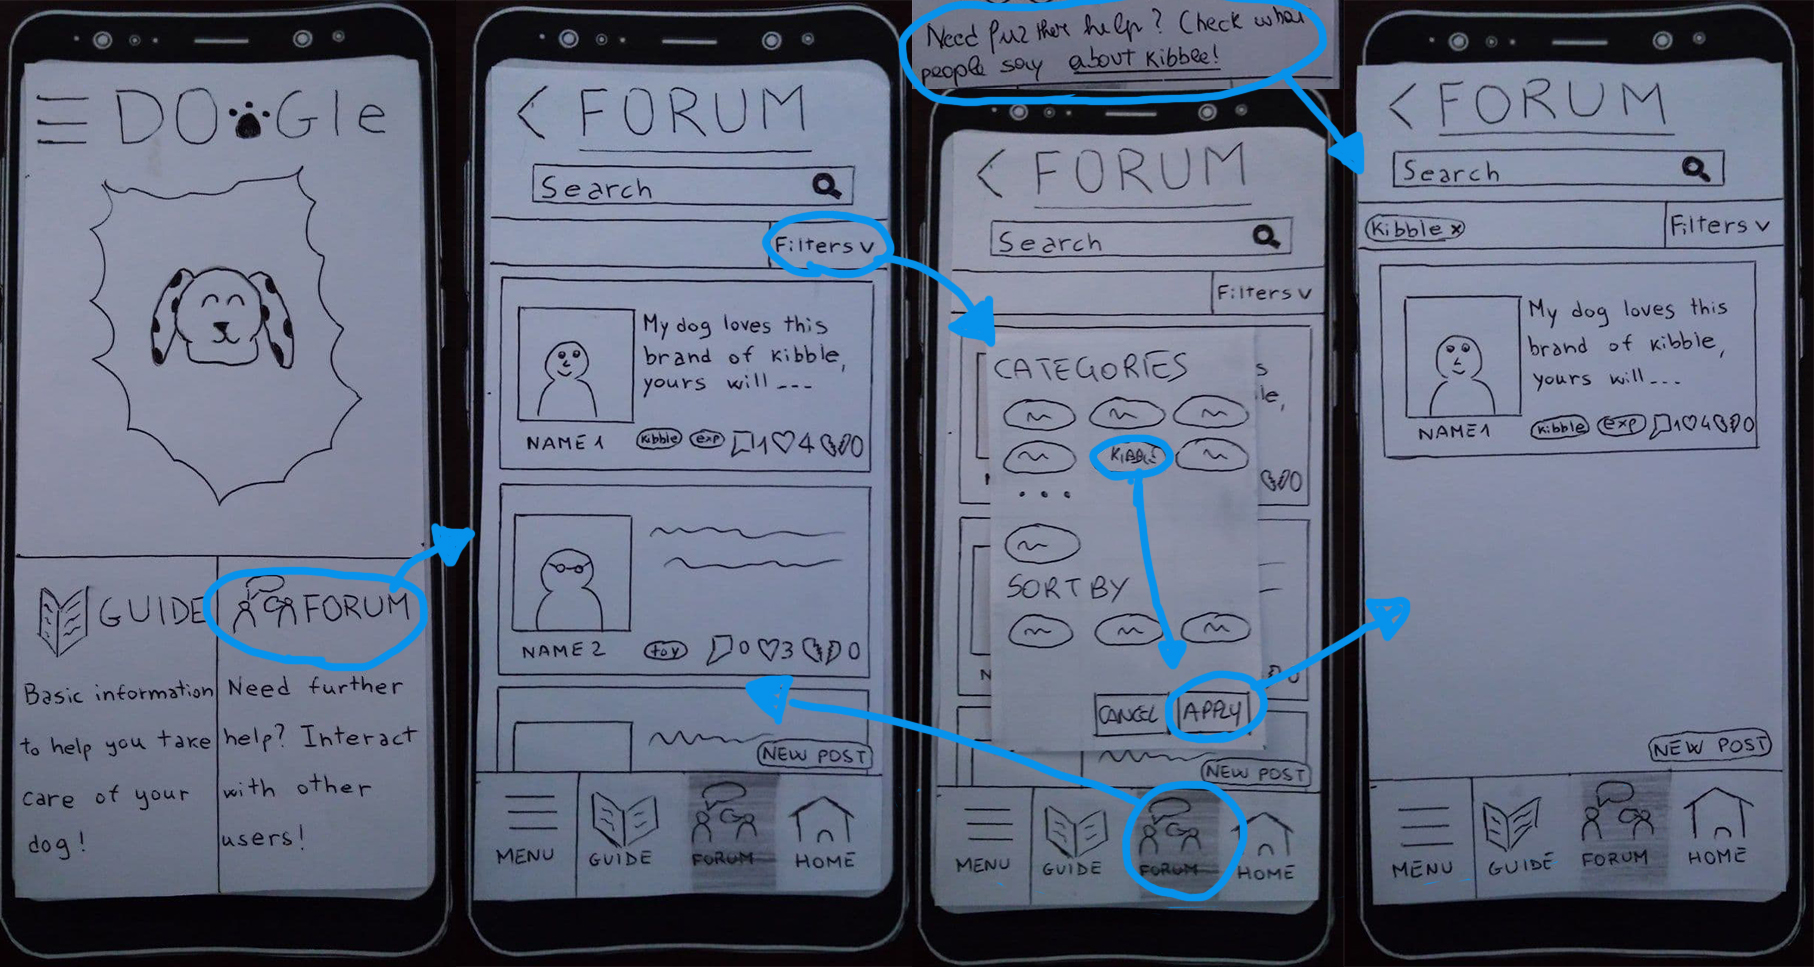 DOGle
GUIDE
Basic information
to help you take
care of your
dog!
FORUM
Need further
help? Interact
with other
users!
FORUM
Search
Filters v
My dog loves this
brand of kibble,
yours will ---
NAME 1
kibble exp 1 4 0
NAME 2
toy 0 3 0
NEW POST
MENU GUIDE FORUM HOME
Need further help? Check what
people say about kibble!
FORUM
Search
Filters v
s
le,
CATEGORIES
KIBBLE
...
0
SORT BY
0
CANCEL APPLY
NEW POST
MENU GUIDE FORUM HOME
FORUM
Search
Kibble x Filters v
My dog loves this
brand of kibble,
yours will ---
NAME 1
kibble exp 1 4 0
NEW POST
MENU GUIDE FORUM HOME